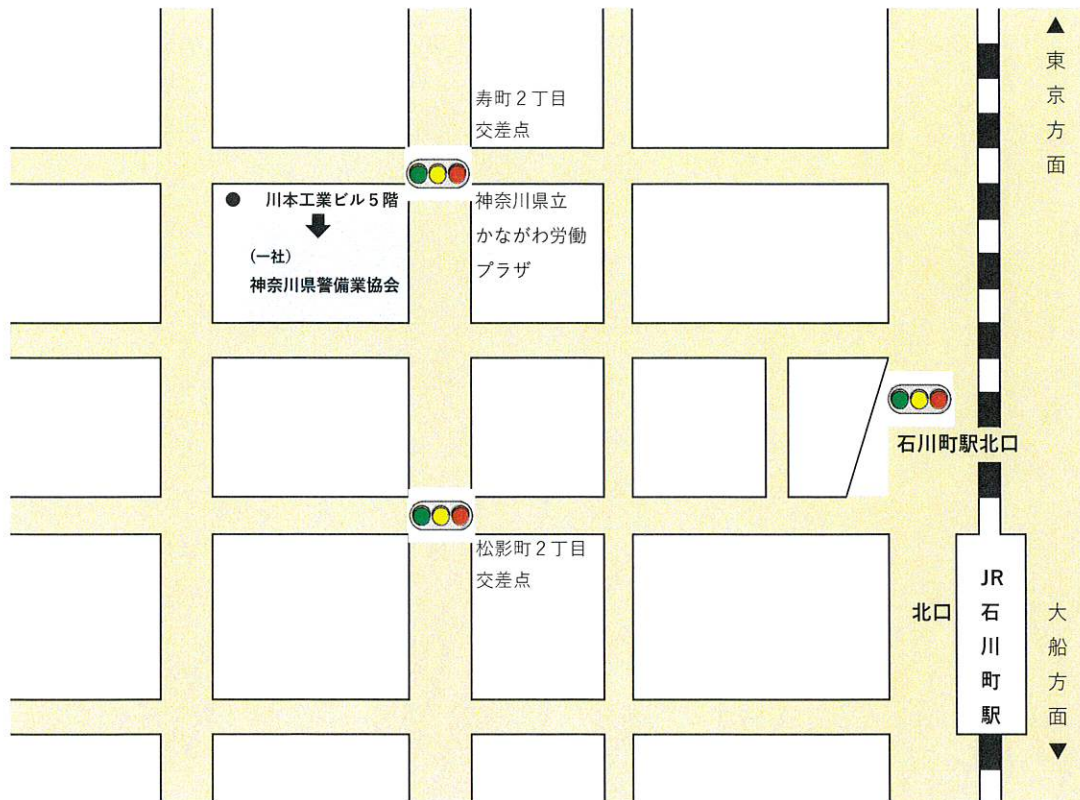 ▲東京方面
寿町２丁目
交差点
● 川本工業ビル５階
(一社)
神奈川県警備業協会
神奈川県立
かながわ労働
プラザ
石川町駅北口
松影町２丁目
交差点
北口
JR石川町駅
大船方面▼